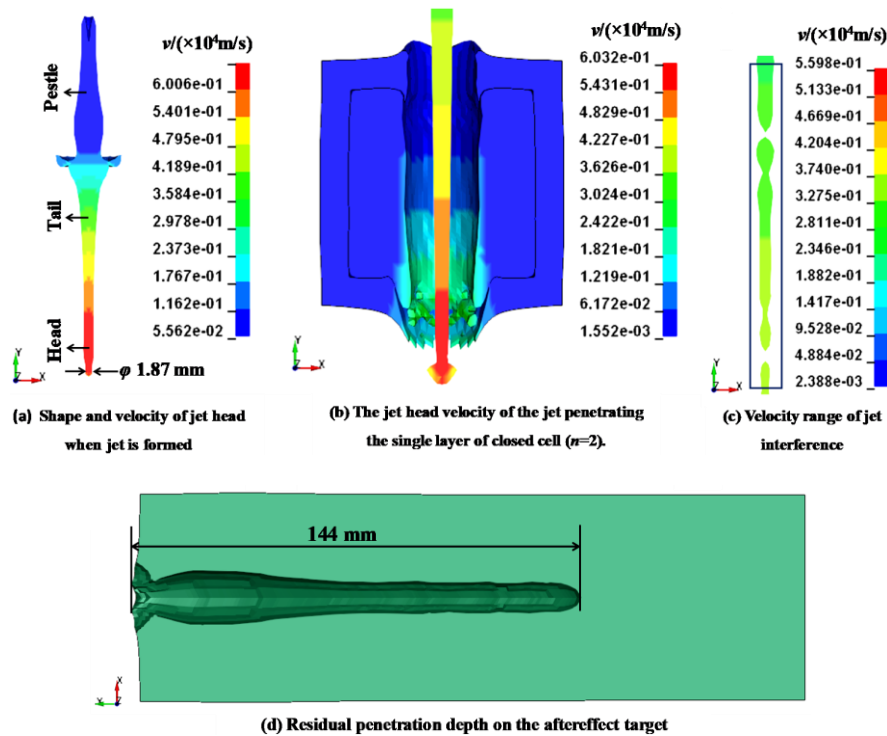 v/(×10⁴m/s)
6.006e-01
5.401e-01
4.795e-01
4.189e-01
3.584e-01
2.978e-01
2.373e-01
1.767e-01
1.162e-01
5.562e-02
Pestle
Tail
Head
φ 1.87 mm
Y
Z
X
(a) Shape and velocity of jet head
when jet is formed
v/(×10⁴m/s)
6.032e-01
5.431e-01
4.829e-01
4.227e-01
3.626e-01
3.024e-01
2.422e-01
1.821e-01
1.219e-01
6.172e-02
1.552e-03
Y
Z
X
(b) The jet head velocity of the jet penetrating
the single layer of closed cell (n=2).
v/(×10⁴m/s)
5.598e-01
5.133e-01
4.669e-01
4.204e-01
3.740e-01
3.275e-01
2.811e-01
2.346e-01
1.882e-01
1.417e-01
9.528e-02
4.884e-02
2.388e-03
Y
Z
X
(c) Velocity range of jet
interference
144 mm
X
Y
Z
(d) Residual penetration depth on the aftereffect target